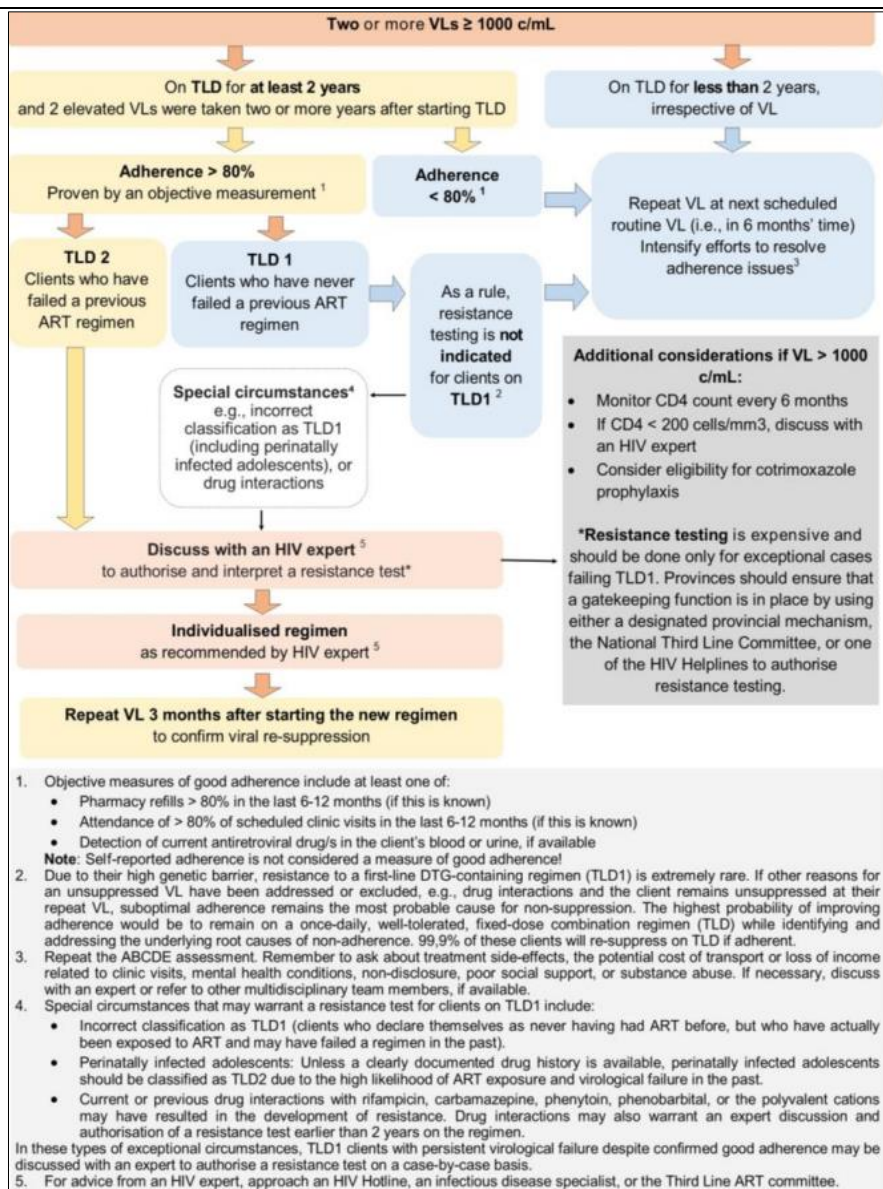 Two or more VLs ≥ 1000 c/mL
On TLD for at least 2 years
and 2 elevated VLs were taken two or more years after starting TLD
On TLD for less than 2 years,
irrespective of VL
Adherence > 80%
Proven by an objective measurement 1
Adherence
< 80% 1
Repeat VL at next scheduled
routine VL (i.e., in 6 months' time)
Intensify efforts to resolve
adherence issues3
TLD 2
Clients who have
failed a previous
ART regimen
TLD 1
Clients who have never
failed a previous ART
regimen
As a rule,
resistance
testing is not
indicated
for clients on
TLD1 2
Special circumstances4
e.g., incorrect
classification as TLD1
(including perinatally
infected adolescents), or
drug interactions
Additional considerations if VL > 1000
c/mL:
• Monitor CD4 count every 6 months
• If CD4 < 200 cells/mm3, discuss with
an HIV expert
• Consider eligibility for cotrimoxazole
prophylaxis
*Resistance testing is expensive and
should be done only for exceptional cases
failing TLD1. Provinces should ensure that
a gatekeeping function is in place by using
either a designated provincial mechanism,
the National Third Line Committee, or one
of the HIV Helplines to authorise
resistance testing.
Discuss with an HIV expert 5
to authorise and interpret a resistance test*
Individualised regimen
as recommended by HIV expert 5
Repeat VL 3 months after starting the new regimen
to confirm viral re-suppression
1. Objective measures of good adherence include at least one of:
• Pharmacy refills > 80% in the last 6-12 months (if this is known)
• Attendance of > 80% of scheduled clinic visits in the last 6-12 months (if this is known)
• Detection of current antiretroviral drug/s in the client's blood or urine, if available
Note: Self-reported adherence is not considered a measure of good adherence!
2. Due to their high genetic barrier, resistance to a first-line DTG-containing regimen (TLD1) is extremely rare. If other reasons for
an unsuppressed VL have been addressed or excluded, e.g., drug interactions and the client remains unsuppressed at their
repeat VL, suboptimal adherence remains the most probable cause for non-suppression. The highest probability of improving
adherence would be to remain on a once-daily, well-tolerated, fixed-dose combination regimen (TLD) while identifying and
addressing the underlying root causes of non-adherence. 99,9% of these clients will re-suppress on TLD if adherent.
3. Repeat the ABCDE assessment. Remember to ask about treatment side-effects, the potential cost of transport or loss of income
related to clinic visits, mental health conditions, non-disclosure, poor social support, or substance abuse. If necessary, discuss
with an expert or refer to other multidisciplinary team members, if available.
4. Special circumstances that may warrant a resistance test for clients on TLD1 include:
• Incorrect classification as TLD1 (clients who declare themselves as never having had ART before, but who have actually
been exposed to ART and may have failed a regimen in the past).
• Perinatally infected adolescents: Unless a clearly documented drug history is available, perinatally infected adolescents
should be classified as TLD2 due to the high likelihood of ART exposure and virological failure in the past.
• Current or previous drug interactions with rifampicin, carbamazepine, phenytoin, phenobarbital, or the polyvalent cations
may have resulted in the development of resistance. Drug interactions may also warrant an expert discussion and
authorisation of a resistance test earlier than 2 years on the regimen.
In these types of exceptional circumstances, TLD1 clients with persistent virological failure despite confirmed good adherence may be
discussed with an expert to authorise a resistance test on a case-by-case basis.
5. For advice from an HIV expert, approach an HIV Hotline, an infectious disease specialist, or the Third Line ART committee.